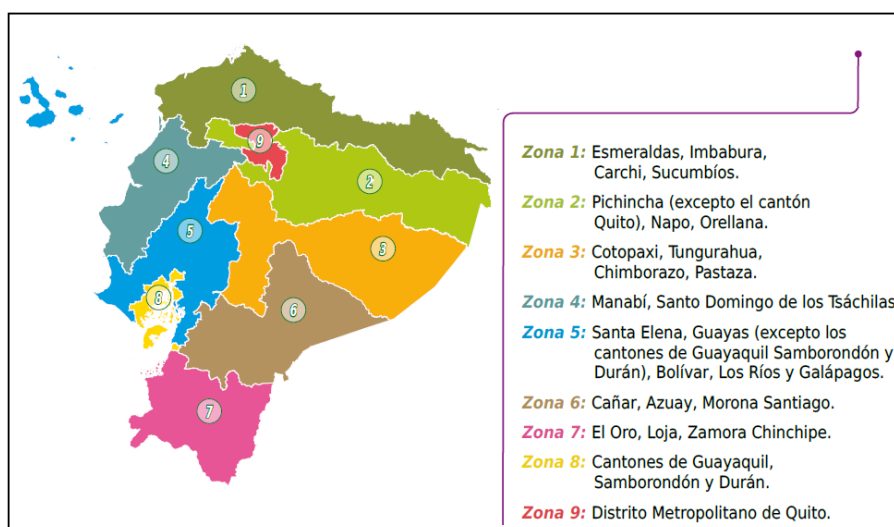 1
9
4
2
5
3
8
6
7
Zona 1: Esmeraldas, Imbabura,
Carchi, Sucumbíos.
Zona 2: Pichincha (excepto el cantón
Quito), Napo, Orellana.
Zona 3: Cotopaxi, Tungurahua,
Chimborazo, Pastaza.
Zona 4: Manabí, Santo Domingo de los Tsáchilas
Zona 5: Santa Elena, Guayas (excepto los
cantones de Guayaquil Samborondón y
Durán), Bolívar, Los Ríos y Galápagos.
Zona 6: Cañar, Azuay, Morona Santiago.
Zona 7: El Oro, Loja, Zamora Chinchipe.
Zona 8: Cantones de Guayaquil,
Samborondón y Durán.
Zona 9: Distrito Metropolitano de Quito.